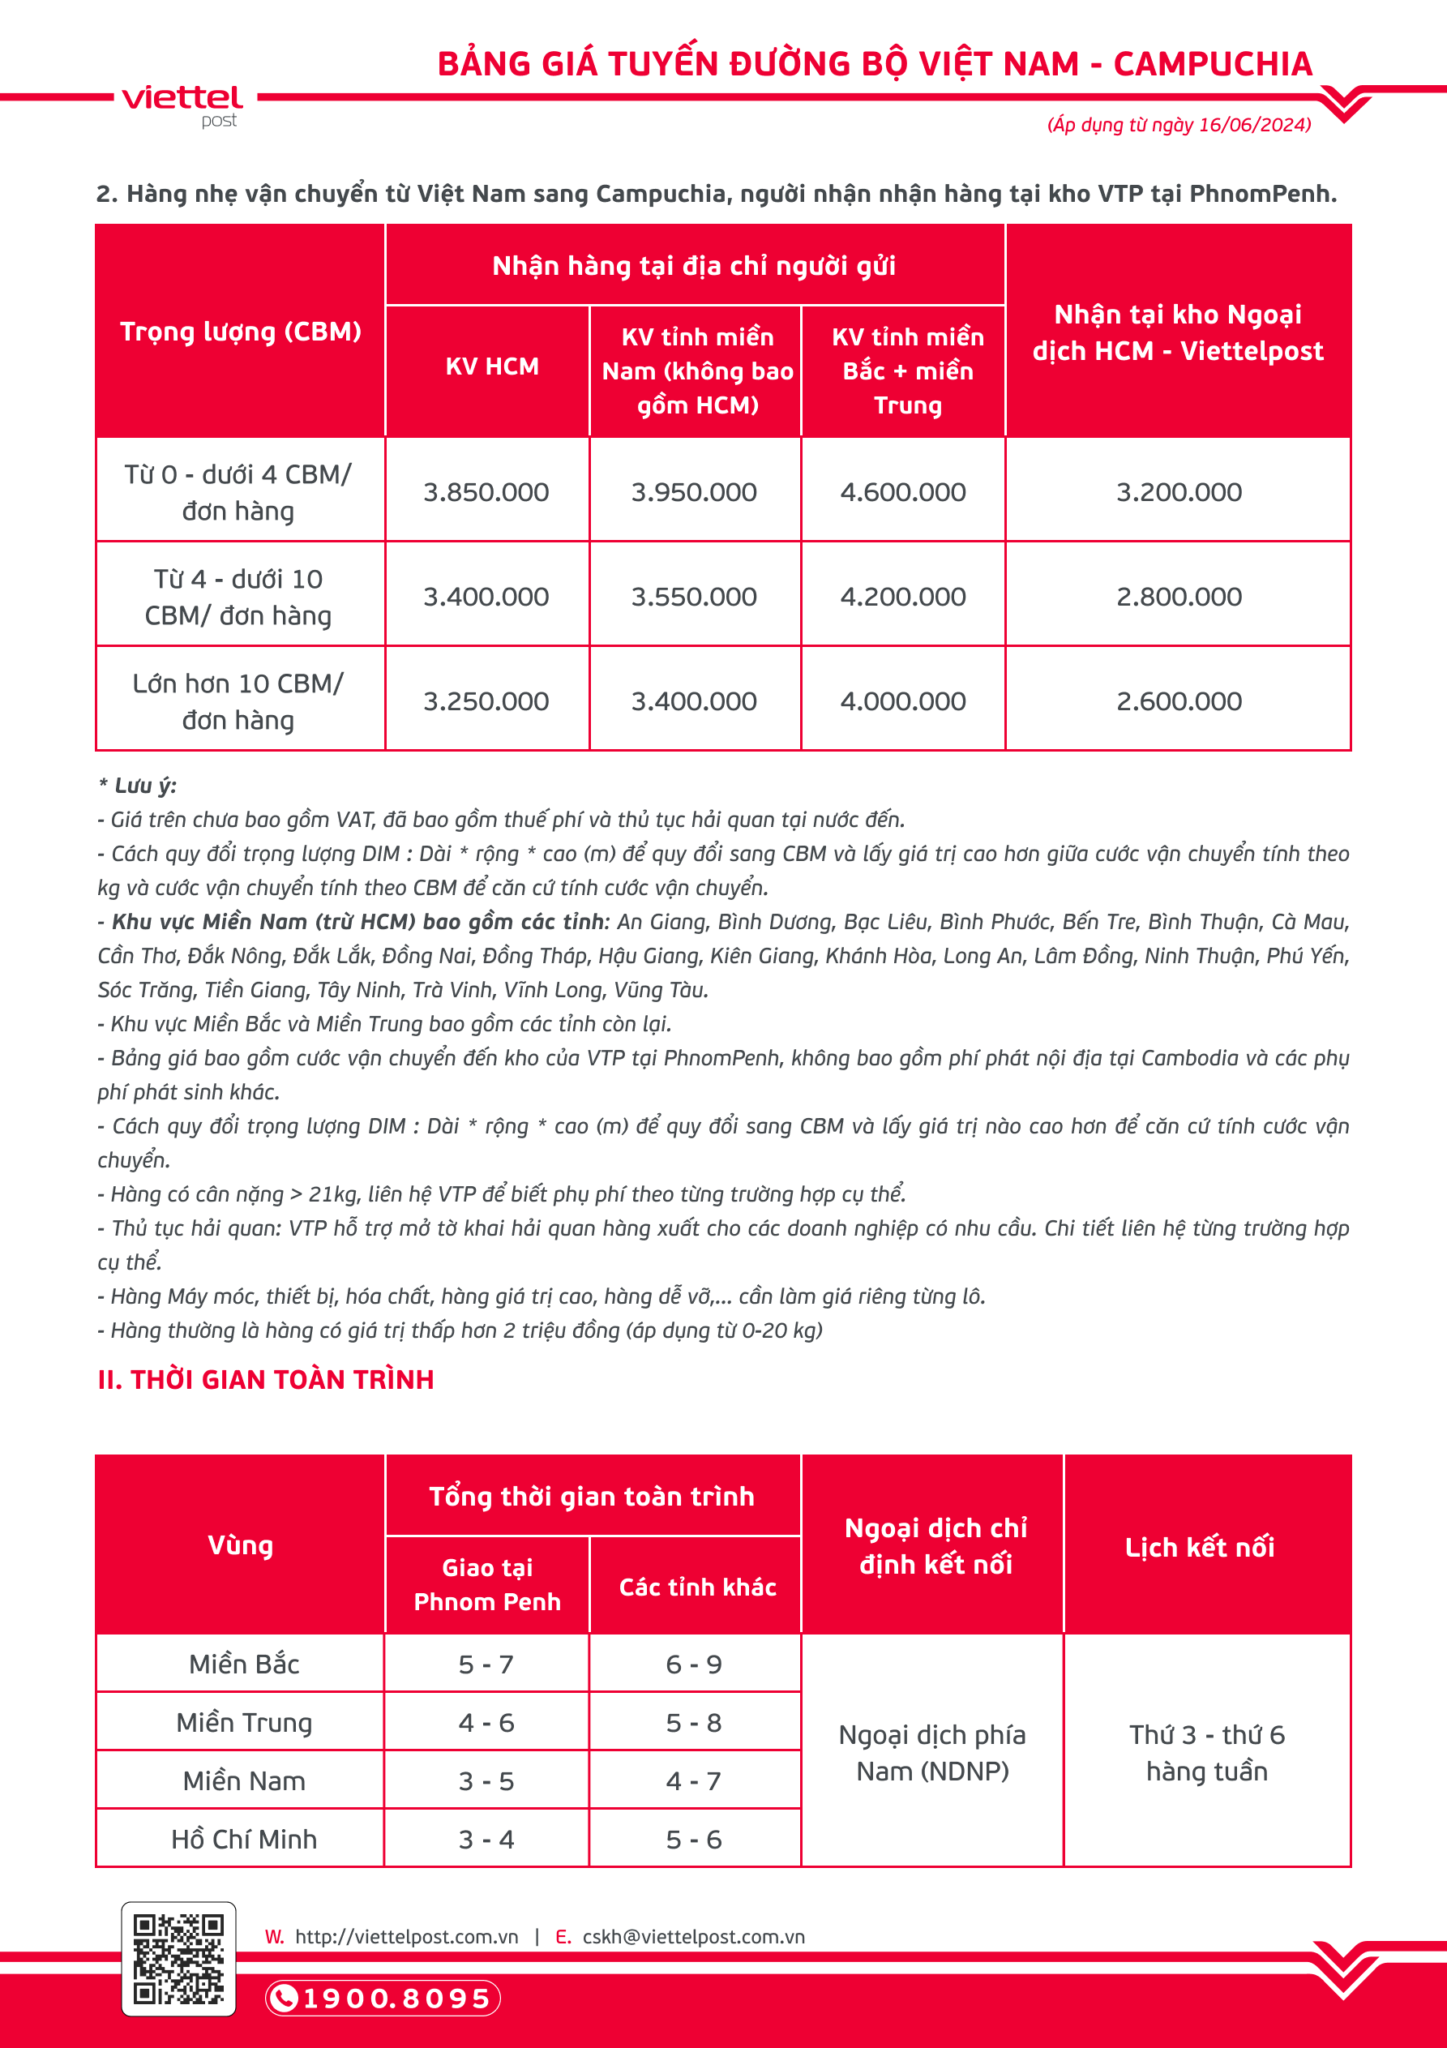 BẢNG GIÁ TUYẾN ĐƯỜNG BỘ VIỆT NAM - CAMPUCHIA
viettel
post
(Áp dụng từ ngày 16/06/2024)
2. Hàng nhẹ vận chuyển từ Việt Nam sang Campuchia, người nhận nhận hàng tại kho VTP tại PhnomPenh.
Trọng lượng (CBM)
Nhận hàng tại địa chỉ người gửi
Nhận tại kho Ngoại
dịch HCM - Viettelpost
KV HCM
KV tỉnh miền
Nam (không bao
gồm HCM)
KV tỉnh miền
Bắc + miền
Trung
Từ 0 - dưới 4 CBM/
đơn hàng
3.850.000
3.950.000
4.600.000
3.200.000
Từ 4 - dưới 10
CBM/ đơn hàng
3.400.000
3.550.000
4.200.000
2.800.000
Lớn hơn 10 CBM/
đơn hàng
3.250.000
3.400.000
4.000.000
2.600.000
* Lưu ý:
- Giá trên chưa bao gồm VAT, đã bao gồm thuế phí và thủ tục hải quan tại nước đến.
- Cách quy đổi trọng lượng DIM : Dài * rộng * cao (m) để quy đổi sang CBM và lấy giá trị cao hơn giữa cước vận chuyển tính theo
kg và cước vận chuyển tính theo CBM để căn cứ tính cước vận chuyển.
- Khu vực Miền Nam (trừ HCM) bao gồm các tỉnh: An Giang, Bình Dương, Bạc Liêu, Bình Phước, Bến Tre, Bình Thuận, Cà Mau,
Cần Thơ, Đắk Nông, Đắk Lắk, Đồng Nai, Đồng Tháp, Hậu Giang, Kiên Giang, Khánh Hòa, Long An, Lâm Đồng, Ninh Thuận, Phú Yến,
Sóc Trăng, Tiền Giang, Tây Ninh, Trà Vinh, Vĩnh Long, Vũng Tàu.
- Khu vực Miền Bắc và Miền Trung bao gồm các tỉnh còn lại.
- Bảng giá bao gồm cước vận chuyển đến kho của VTP tại PhnomPenh, không bao gồm phí phát nội địa tại Cambodia và các phụ
phí phát sinh khác.
- Cách quy đổi trọng lượng DIM : Dài * rộng * cao (m) để quy đổi sang CBM và lấy giá trị nào cao hơn để căn cứ tính cước vận
chuyển.
- Hàng có cân nặng > 21kg, liên hệ VTP để biết phụ phí theo từng trường hợp cụ thể.
- Thủ tục hải quan: VTP hỗ trợ mở tờ khai hải quan hàng xuất cho các doanh nghiệp có nhu cầu. Chi tiết liên hệ từng trường hợp
cụ thể.
- Hàng Máy móc, thiết bị, hóa chất, hàng giá trị cao, hàng dễ vỡ,... cần làm giá riêng từng lô.
- Hàng thường là hàng có giá trị thấp hơn 2 triệu đồng (áp dụng từ 0-20 kg)
II. THỜI GIAN TOÀN TRÌNH
Vùng
Tổng thời gian toàn trình
Ngoại dịch chỉ
định kết nối
Lịch kết nối
Giao tại
Phnom Penh
Các tỉnh khác
Miền Bắc
5 - 7
6 - 9
Miền Trung
4 - 6
5 - 8
Ngoại dịch phía
Nam (NDNP)
Thứ 3 - thứ 6
hàng tuần
Miền Nam
3 - 5
4 - 7
Hồ Chí Minh
3 - 4
5 - 6
W. http://viettelpost.com.vn | E. cskh@viettelpost.com.vn
1900.8095